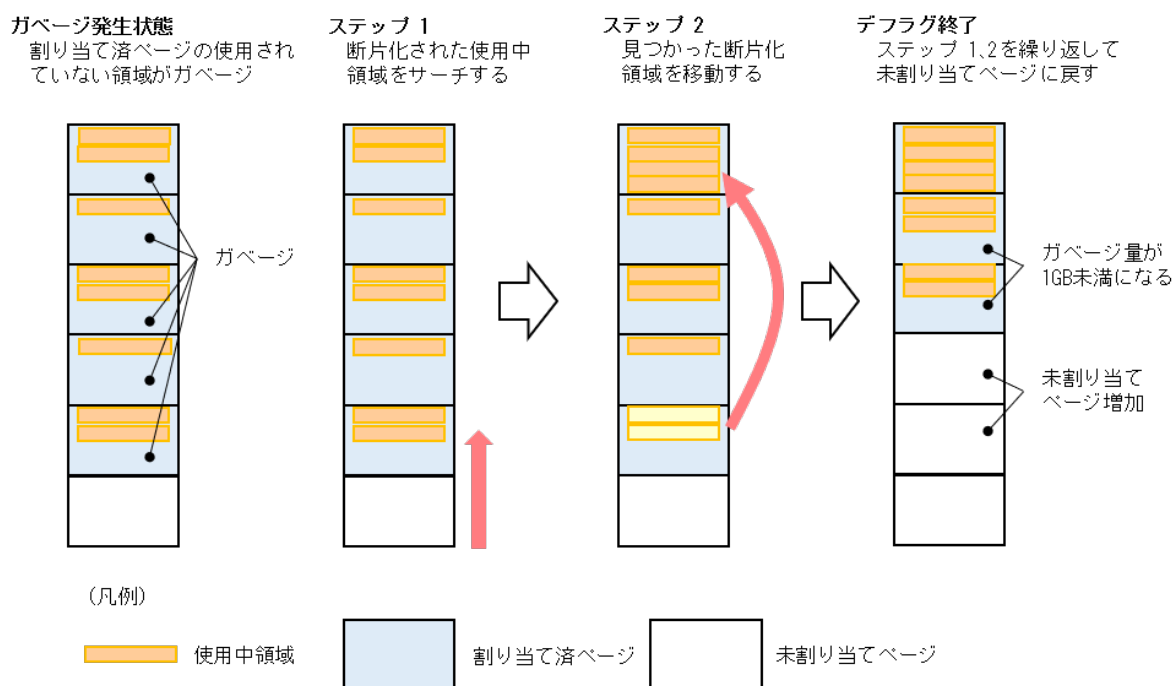 ガベージ発生状態
割り当て済ページの使用され
ていない領域がガベージ
ステップ 1
断片化された使用中
領域をサーチする
ステップ 2
見つかった断片化
領域を移動する
デフラグ終了
ステップ 1,2を繰り返して
未割り当てページに戻す
ガベージ
ガベージ量が
1GB未満になる
未割り当て
ページ増加
(凡例)
使用中領域
割り当て済ページ
未割り当てページ